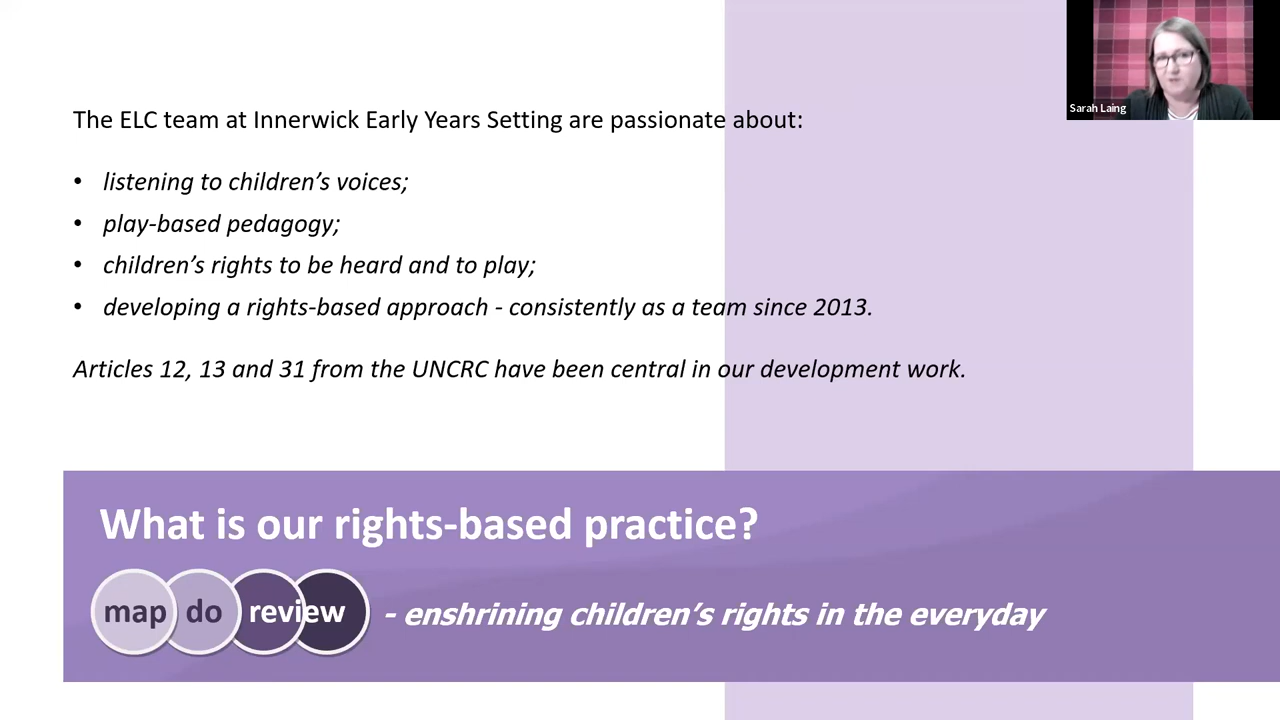 Sarah Laing
The ELC team at Innerwick Early Years Setting are passionate about:
• listening to children's voices;
• play-based pedagogy;
• children's rights to be heard and to play;
• developing a rights-based approach - consistently as a team since 2013.
Articles 12, 13 and 31 from the UNCRC have been central in our development work.
What is our rights-based practice?
map do review - enshrining children's rights in the everyday